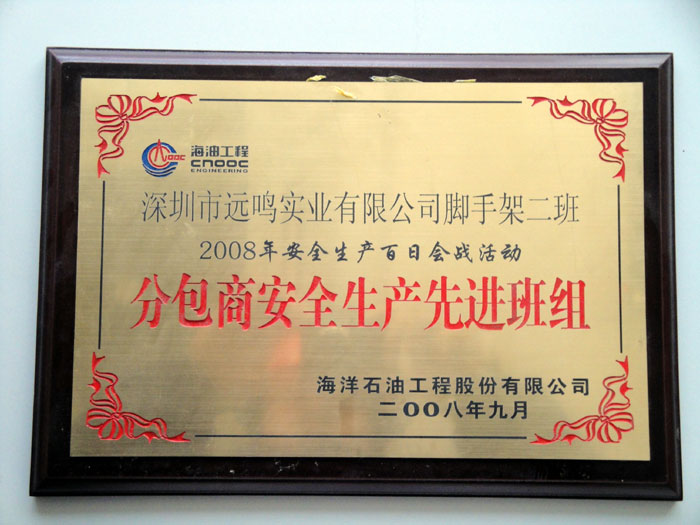 OOC 海油工程
CNOOC
ENGINEERING
深圳市远鸣实业有限公司脚手架二班
2008年安全生产百日会战活动
分包商安全生产先进班组
海洋石油工程股份有限公司
二OO八年九月